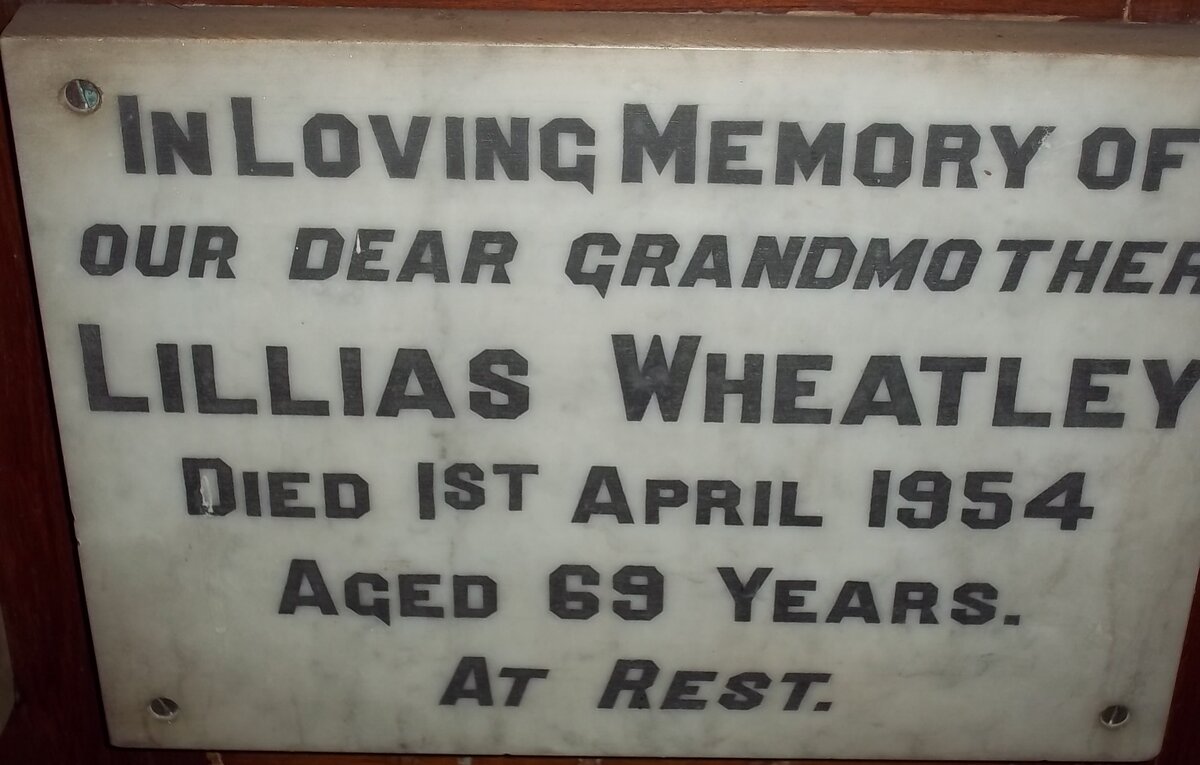 IN LOVING MEMORY OF
OUR DEAR GRANDMOTHER
LILLIAS WHEATLEY
DIED 1ST APRIL 1954
AGED 69 YEARS.
AT REST.